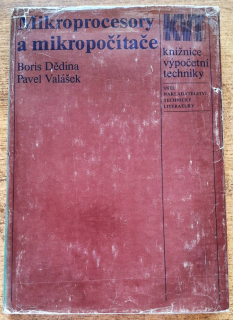 Mikroprocesory
a mikropočítače
Boris Dědina
Pavel Valášek
KVT
knižnice
výpočetní
techniky
SNTL
NAKLADATELSTVÍ
TECHNICKÉ
LITERATURY